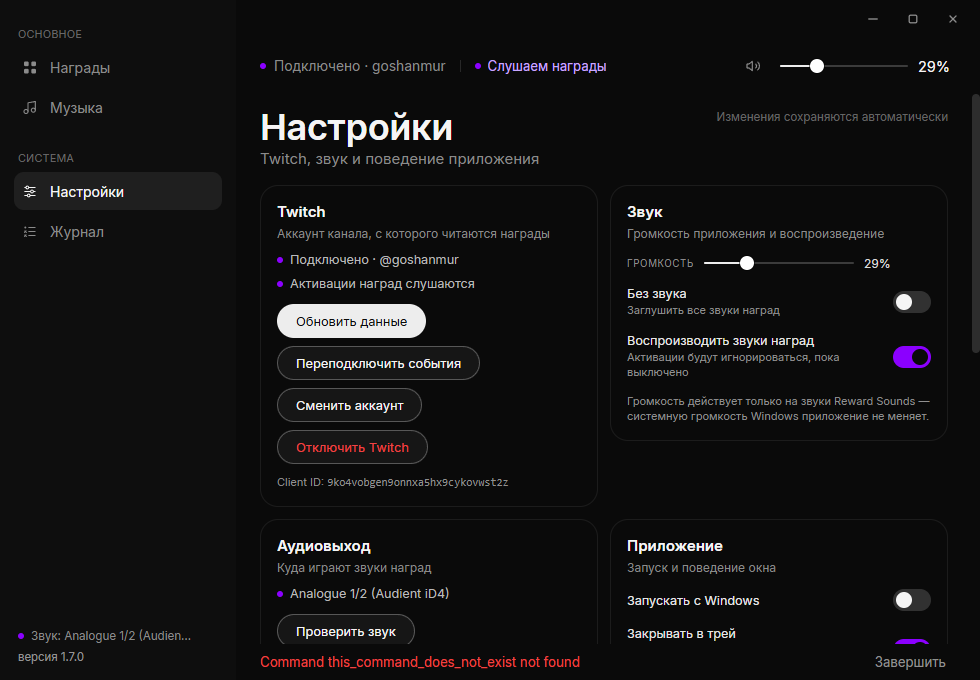 ОСНОВНОЕ
Награды
Музыка
СИСТЕМА
Настройки
Журнал
Звук: Analogue 1/2 (Audien...
версия 1.7.0
Подключено · goshanmur
Слушаем награды
29%
Настройки
Изменения сохраняются автоматически
Twitch, звук и поведение приложения
Twitch
Аккаунт канала, с которого читаются награды
Подключено · @goshanmur
Активации наград слушаются
Обновить данные
Переподключить события
Сменить аккаунт
Отключить Twitch
Client ID: 9ko4vobgen9onnxa5hx9cykovwst2z
Звук
Громкость приложения и воспроизведение
ГРОМКОСТЬ
29%
Без звука
Заглушить все звуки наград
Воспроизводить звуки наград
Активации будут игнорироваться, пока
выключено
Громкость действует только на звуки Reward Sounds —
системную громкость Windows приложение не меняет.
Аудиовыход
Куда играют звуки наград
Analogue 1/2 (Audient iD4)
Проверить звук
Приложение
Запуск и поведение окна
Запускать с Windows
Закрывать в трей
Command this_command_does_not_exist not found
Завершить